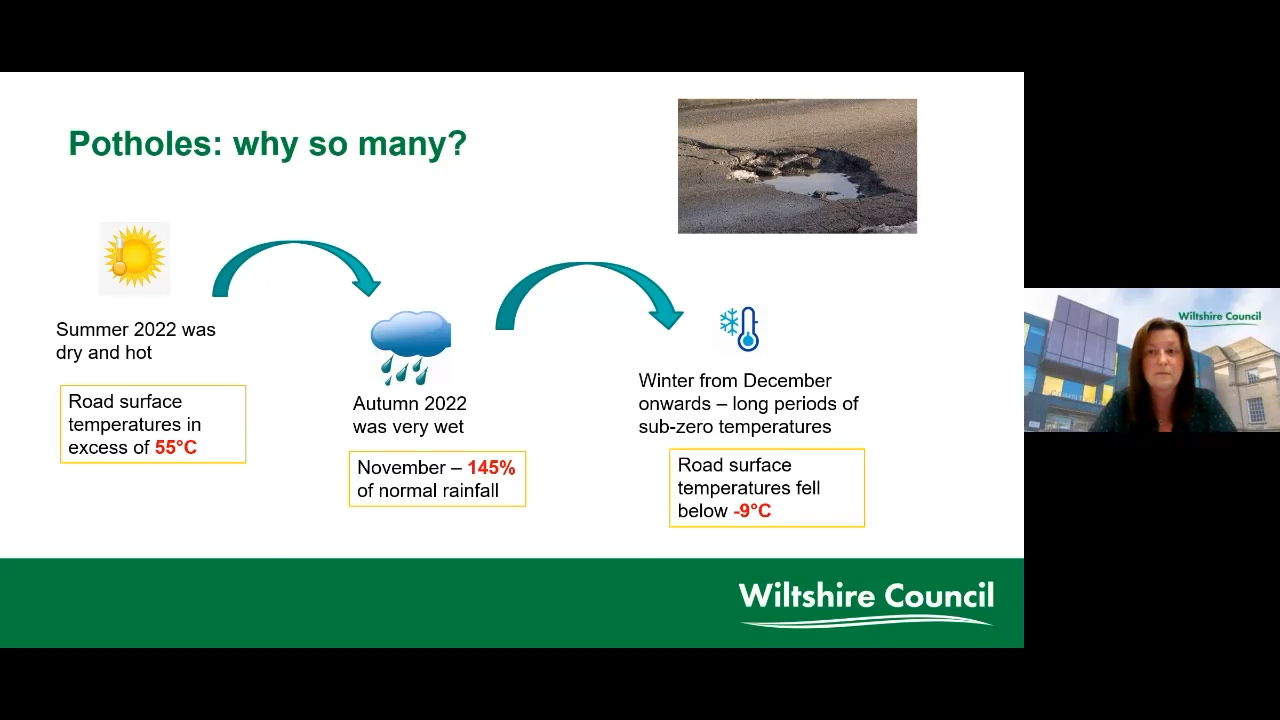 Potholes: why so many?
Summer 2022 was
dry and hot
Road surface
temperatures in
excess of 55°C
Autumn 2022
was very wet
November – 145%
of normal rainfall
Winter from December
onwards – long periods of
sub-zero temperatures
Road surface
temperatures fell
below -9°C
Wiltshire Council
Wiltshire Council